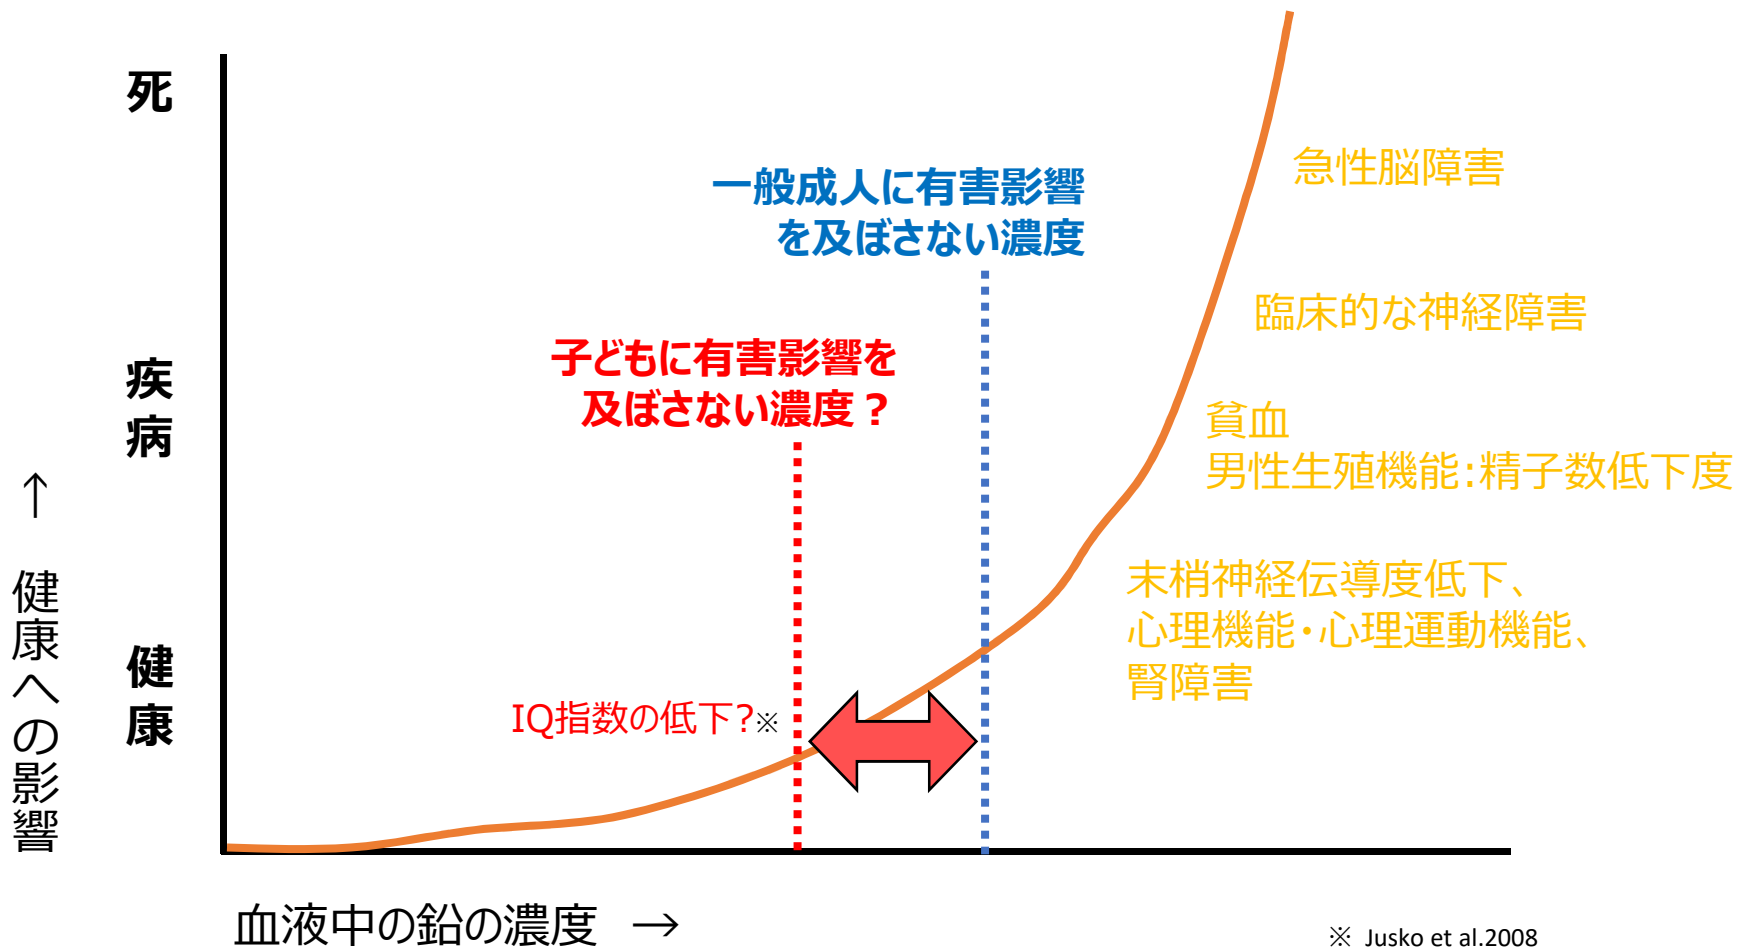 死
疾病
健康
↑ 健康への影響
一般成人に有害影響
を及ぼさない濃度
子どもに有害影響を
及ぼさない濃度？
IQ指数の低下?※
急性脳障害
臨床的な神経障害
貧血
男性生殖機能:精子数低下度
末梢神経伝導度低下、
心理機能・心理運動機能、
腎障害
血液中の鉛の濃度 →
※ Jusko et al.2008